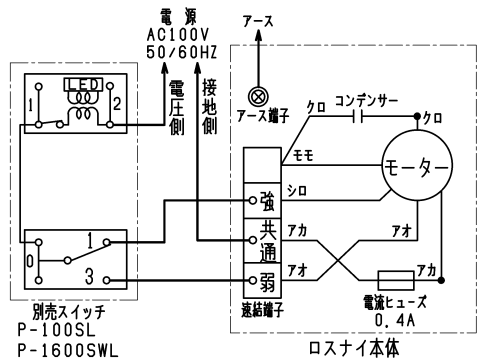 電 源
AC100V
50/60HZ
アース
LED
1
2
電圧側
接地側
アース端子
クロ
コンデンサー
クロ
モモ
モーター
シロ
強
共通
弱
アカ
アオ
アオ
アカ
1
0
3
電流ヒューズ
0.4A
速結端子
別売スイッチ
P-100SL
P-1600SWL
ロスナイ本体